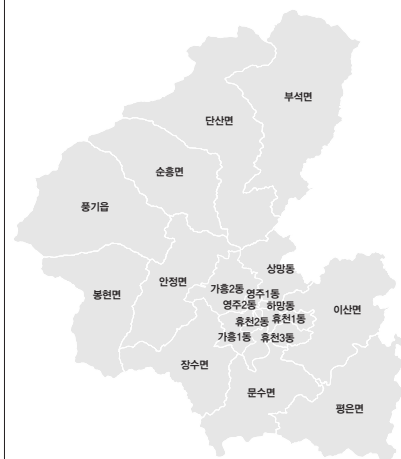 부석면
단산면
순흥면
풍기읍
상망동
안정면
가흥2동
봉현면
영주1동
영주2동
하망동
이산면
휴천1동
휴천2동
가흥1동
휴천3동
장수면
문수면
평은면